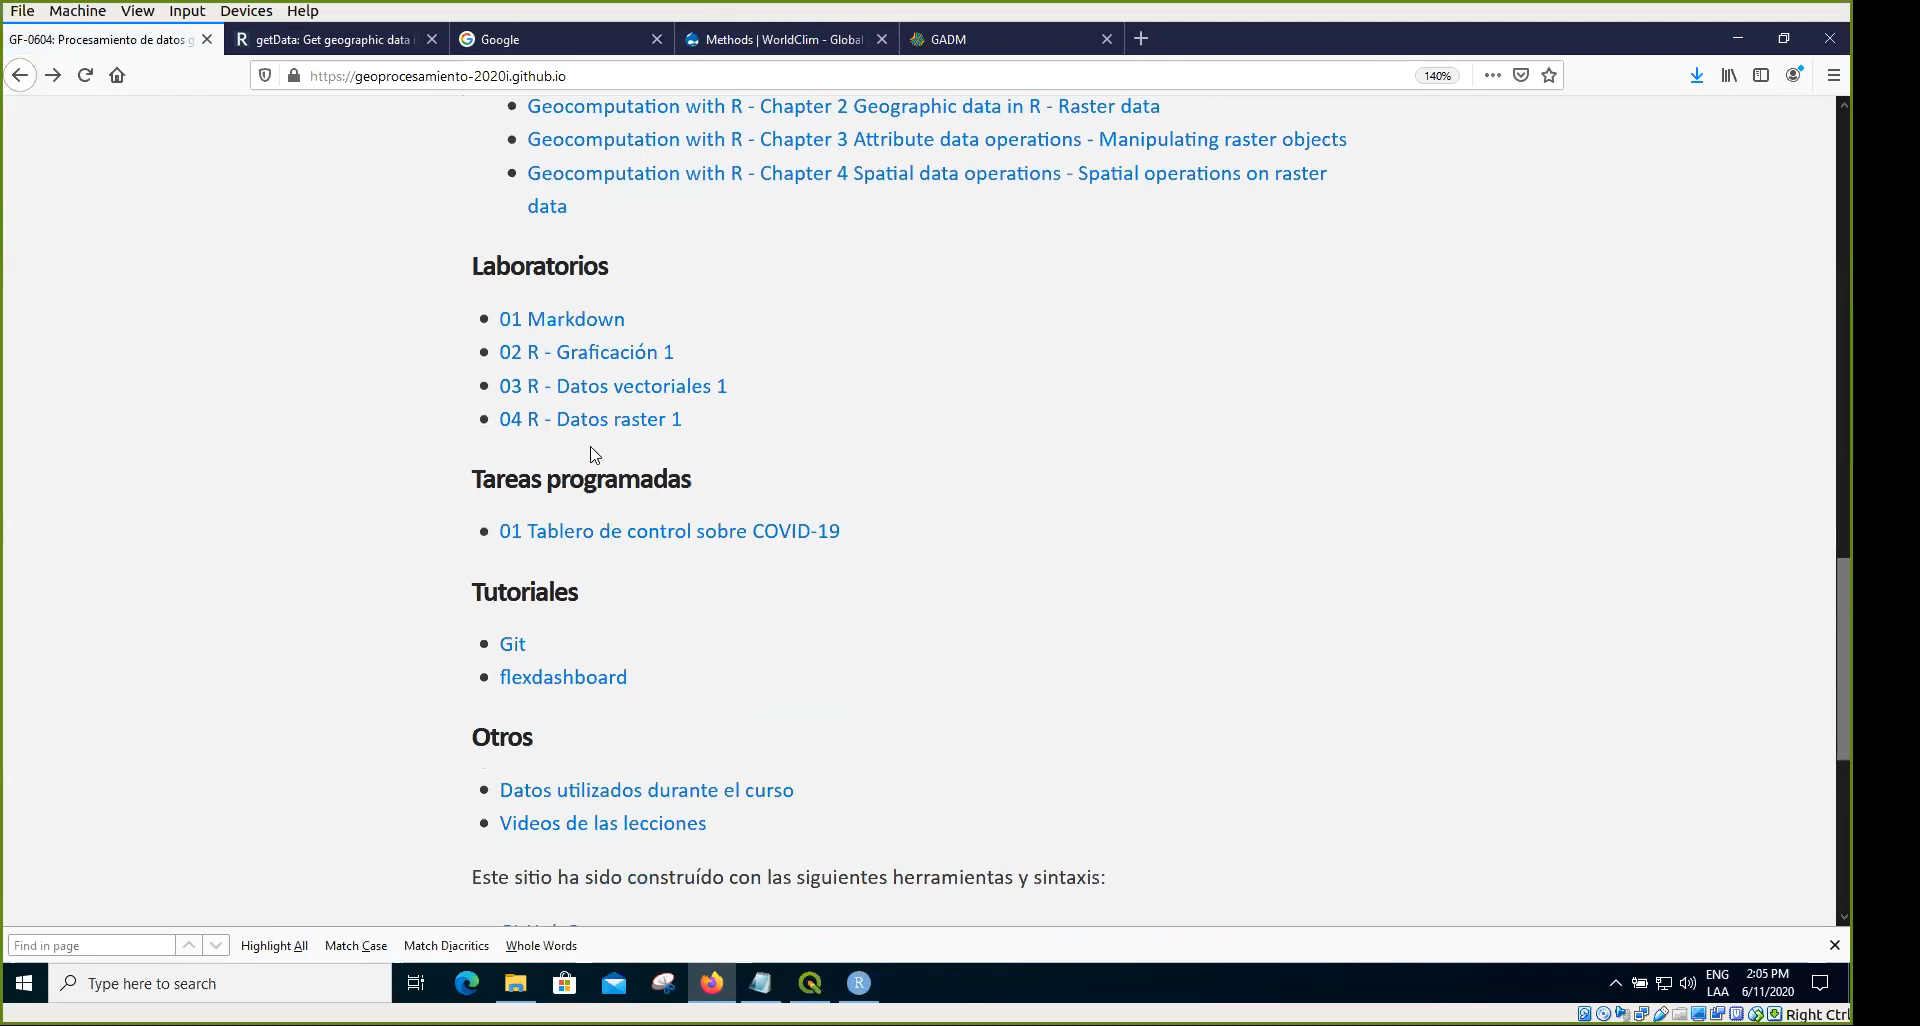 File Machine View Input Devices Help
GF-0604: Procesamiento de datos g
getData: Get geographic data i
Google
Methods | WorldClim - Global
GADM
https://geoprocesamiento-2020i.github.io
140%
Geocomputation with R - Chapter 2 Geographic data in R - Raster data
Geocomputation with R - Chapter 3 Attribute data operations - Manipulating raster objects
Geocomputation with R - Chapter 4 Spatial data operations - Spatial operations on raster
data
Laboratorios
01 Markdown
02 R - Graficación 1
03 R - Datos vectoriales 1
04 R - Datos raster 1
Tareas programadas
01 Tablero de control sobre COVID-19
Tutoriales
Git
flexdashboard
Otros
Datos utilizados durante el curso
Videos de las lecciones
Este sitio ha sido construído con las siguientes herramientas y sintaxis:
Find in page Highlight All Match Case Match Diacritics Whole Words
Type here to search
ENG 2:05 PM
LAA 6/11/2020
Right Ctrl